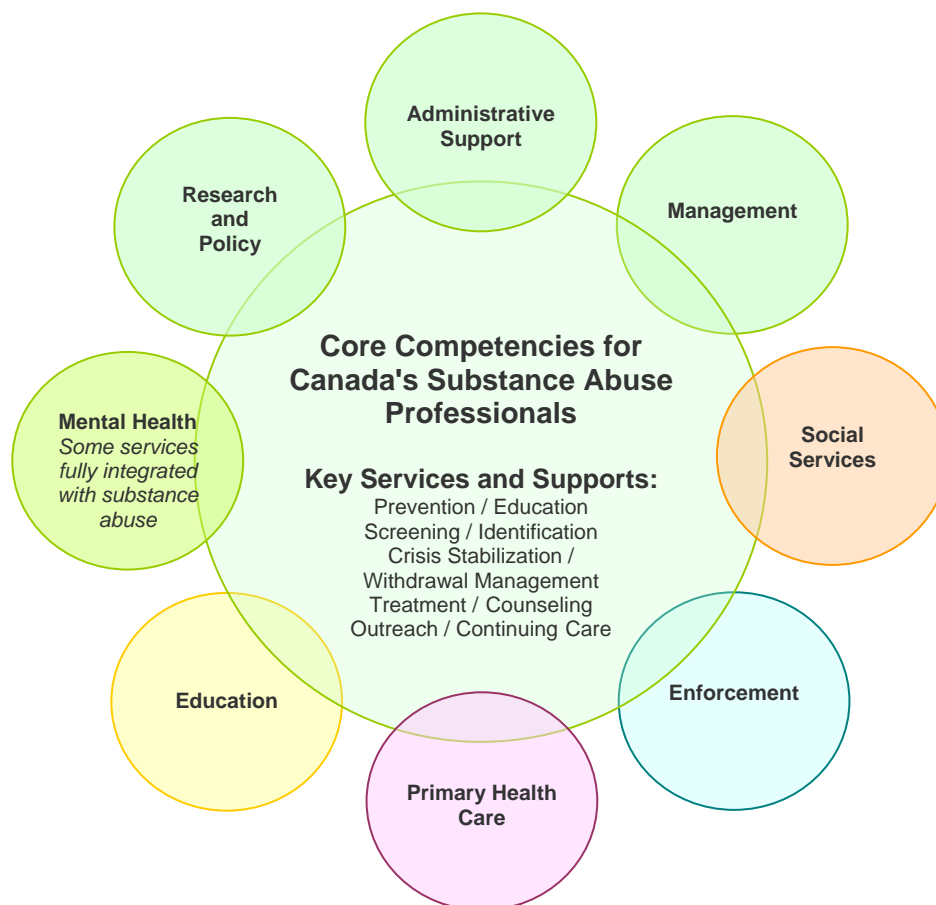 Administrative
Support
Research
and
Policy
Management
Core Competencies for
Canada's Substance Abuse
Professionals
Mental Health
Some services
fully integrated
with substance
abuse
Social
Services
Key Services and Supports:
Prevention / Education
Screening / Identification
Crisis Stabilization /
Withdrawal Management
Treatment / Counseling
Outreach / Continuing Care
Education
Enforcement
Primary Health
Care